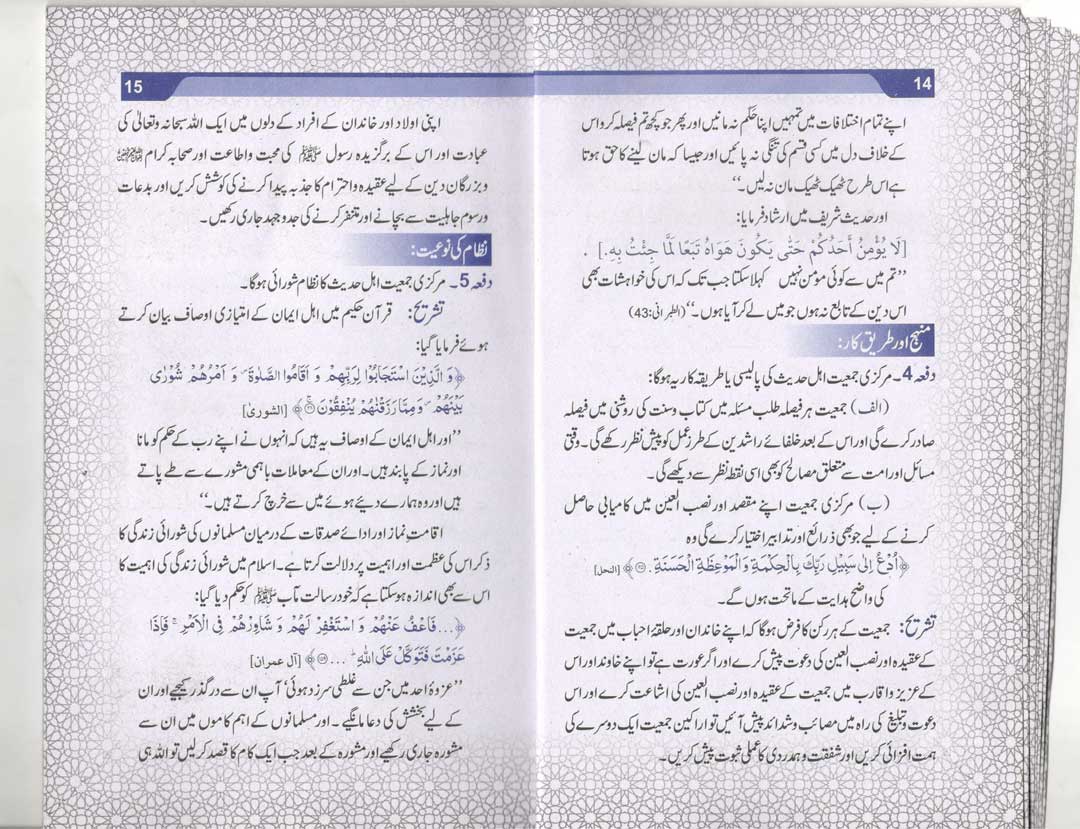 14
اپنے تمام اختلافات میں تمہیں اپنا حکم نہ مانیں اور پھر جو کچھ تم فیصلہ کرو اس
کے خلاف دل میں کسی قسم کی تنگی نہ پائیں اور جیسا کہ مان لینے کا حق ہوتا
ہے اس طرح ٹھیک ٹھیک مان نہ لیں۔‘‘
اور حدیث شریف میں ارشاد فرمایا:
[لَا يُؤْمِنُ أَحَدُكُمْ حَتّٰى يَكُونَ هَوَاهُ تَبَعًا لِّمَا جِئْتُ بِهِ.] .
’’تم میں سے کوئی مومن نہیں کہلا سکتا جب تک کہ اس کی خواہشات بھی
اس دین کے تابع نہ ہوں جو میں لے کر آیا ہوں۔‘‘ (الطبرانی:43)
منہج اور طریق کار:
دفعہ 4۔ مرکزی جمعیت اہل حدیث کی پالیسی یا طریقہ کار یہ ہوگا:
(الف) جمعیت ہر فیصلہ طلب مسئلہ میں کتاب وسنت کی روشنی میں فیصلہ
صادر کرے گی اور اس کے بعد خلفائے راشدین کے طرز عمل کو پیش نظر رکھے گی۔ وقتی
مسائل اور امت سے متعلق مصالح کو بھی اسی نقطہ نظر سے دیکھے گی۔
(ب) مرکزی جمعیت اپنے مقصد اور نصب العین میں کامیابی حاصل
کرنے کے لیے جو بھی ذرائع اور تدابیر اختیار کرے گی وہ
﴿اُدْعُ اِلٰى سَبِيْلِ رَبِّكَ بِالْحِكْمَةِ وَالْمَوْعِظَةِ الْحَسَنَةِ...﴾ [النحل]
کی واضح ہدایت کے ماتحت ہوں گے۔
تشریح: جمعیت کے ہر رکن کا فرض ہوگا کہ اپنے خاندان اور حلقۂ احباب میں جمعیت
کے عقیدہ اور نصب العین کی دعوت پیش کرے اور اگر عورت ہے تو اپنے خاوند اور اس
کے عزیز و اقارب میں جمعیت کے عقیدہ اور نصب العین کی اشاعت کرے اور اس
دعوت و تبلیغ کی راہ میں مصائب و شدائد پیش آئیں تو اراکین جمعیت ایک دوسرے کی
ہمت افزائی کریں اور شفقت و ہمدردی کا عملی ثبوت پیش کریں۔
15
اپنی اولاد اور خاندان کے افراد کے دلوں میں ایک اللہ سبحانہ وتعالیٰ کی
عبادت اور اس کے برگزیدہ رسول ﷺ کی محبت و اطاعت اور صحابہ کرام
وبزرگان دین کے لیے عقیدہ و احترام کا جذبہ پیدا کرنے کی کوشش کریں اور بدعات
ورسوم جاہلیت سے بچانے اور متنفر کرنے کی جدوجہد جاری رکھیں۔
نظام کی نوعیت:
دفعہ 5۔ مرکزی جمعیت اہل حدیث کا نظام شورائی ہوگا۔
تشریح: قرآن حکیم میں اہل ایمان کے امتیازی اوصاف بیان کرتے
ہوئے فرمایا گیا:
﴿وَ الَّذِيْنَ اسْتَجَابُوْا لِرَبِّهِمْ وَ اَقَامُوا الصَّلٰوةَ ۪ وَ اَمْرُهُمْ شُوْرٰى
بَيْنَهُمْ ۪ وَ مِمَّا رَزَقْنٰهُمْ يُنْفِقُوْنَ﴾ [الشوریٰ]
’’اور اہل ایمان کے اوصاف یہ ہیں کہ انہوں نے اپنے رب کے حکم کو مانا
اور نماز کے پابند ہیں۔ اور ان کے معاملات باہمی مشورے سے طے پاتے
ہیں اور وہ ہمارے دیئے ہوئے میں سے خرچ کرتے ہیں۔‘‘
اقامتِ نماز اور ادائے صدقات کے درمیان مسلمانوں کی شورائی زندگی کا
ذکر اس کی عظمت اور اہمیت پر دلالت کرتا ہے۔ اسلام میں شورائی زندگی کی اہمیت کا
اس سے بھی اندازہ ہو سکتا ہے کہ خود رسالت مآب ﷺ کو حکم دیا گیا:
﴿...فَاعْفُ عَنْهُمْ وَ اسْتَغْفِرْ لَهُمْ وَ شَاوِرْهُمْ فِي الْاَمْرِ ۚ فَاِذَا
عَزَمْتَ فَتَوَكَّلْ عَلَى اللّٰهِ ؕ ...﴾ [آل عمران]
’’غزوۂ احد میں جن سے غلطی سرزد ہوئی‘ آپ ان سے درگذر کیجیے اور ان
کے لیے بخشش کی دعا مانگیے۔ اور مسلمانوں کے اہم کاموں میں ان سے
مشورہ جاری رکھیے اور مشورہ کے بعد جب ایک کام کا قصد کر لیں تو اللہ ہی